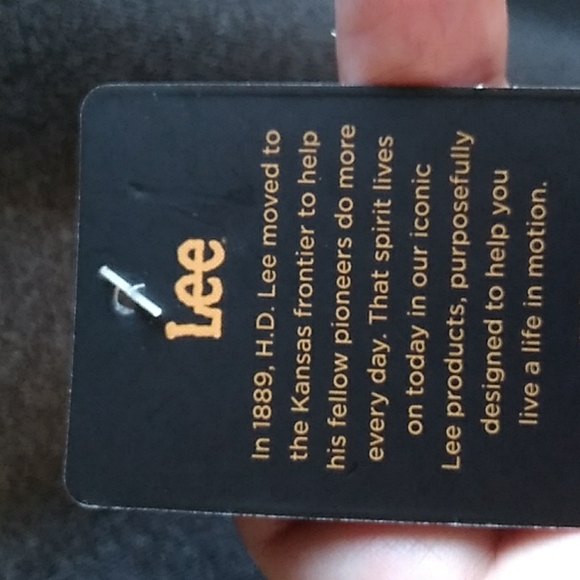 Lee
In 1889, H.D. Lee moved to
the Kansas frontier to help
his fellow pioneers do more
every day. That spirit lives
on today in our iconic
Lee products, purposefully
designed to help you
live a life in motion.